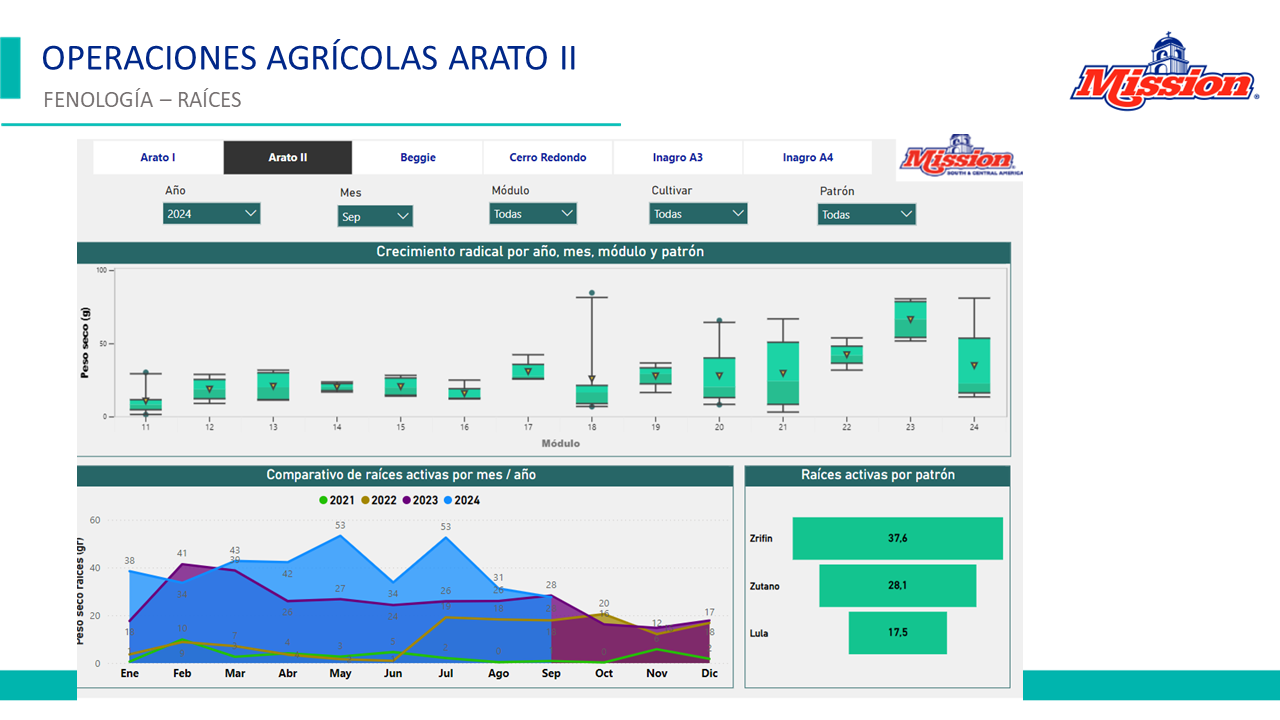 OPERACIONES AGRÍCOLAS ARATO II
FENOLOGÍA – RAÍCES
Mission®
Arato I
Arato II
Beggie
Cerro Redondo
Inagro A3
Inagro A4
Mission
SOUTH & CENTRAL AMERICA
Año
Mes
Módulo
Cultivar
Patrón
2024
Sep
Todas
Todas
Todas
Crecimiento radical por año, mes, módulo y patrón
Peso seco (g)
100
50
0
11 12 13 14 15 16 17 18 19 20 21 22 23 24
Módulo
Comparativo de raíces activas por mes / año
2021 2022 2023 2024
Peso seco raíces (gr)
60
40
20
0
38 41 43 42 53 34 53 31 28 20 12 17
34 39 26 27 24 26 26 16
10 7 4 3 5 19 18
2 0 0
Ene Feb Mar Abr May Jun Jul Ago Sep Oct Nov Dic
Raíces activas por patrón
Zrifin 37,6
Zutano 28,1
Lula 17,5